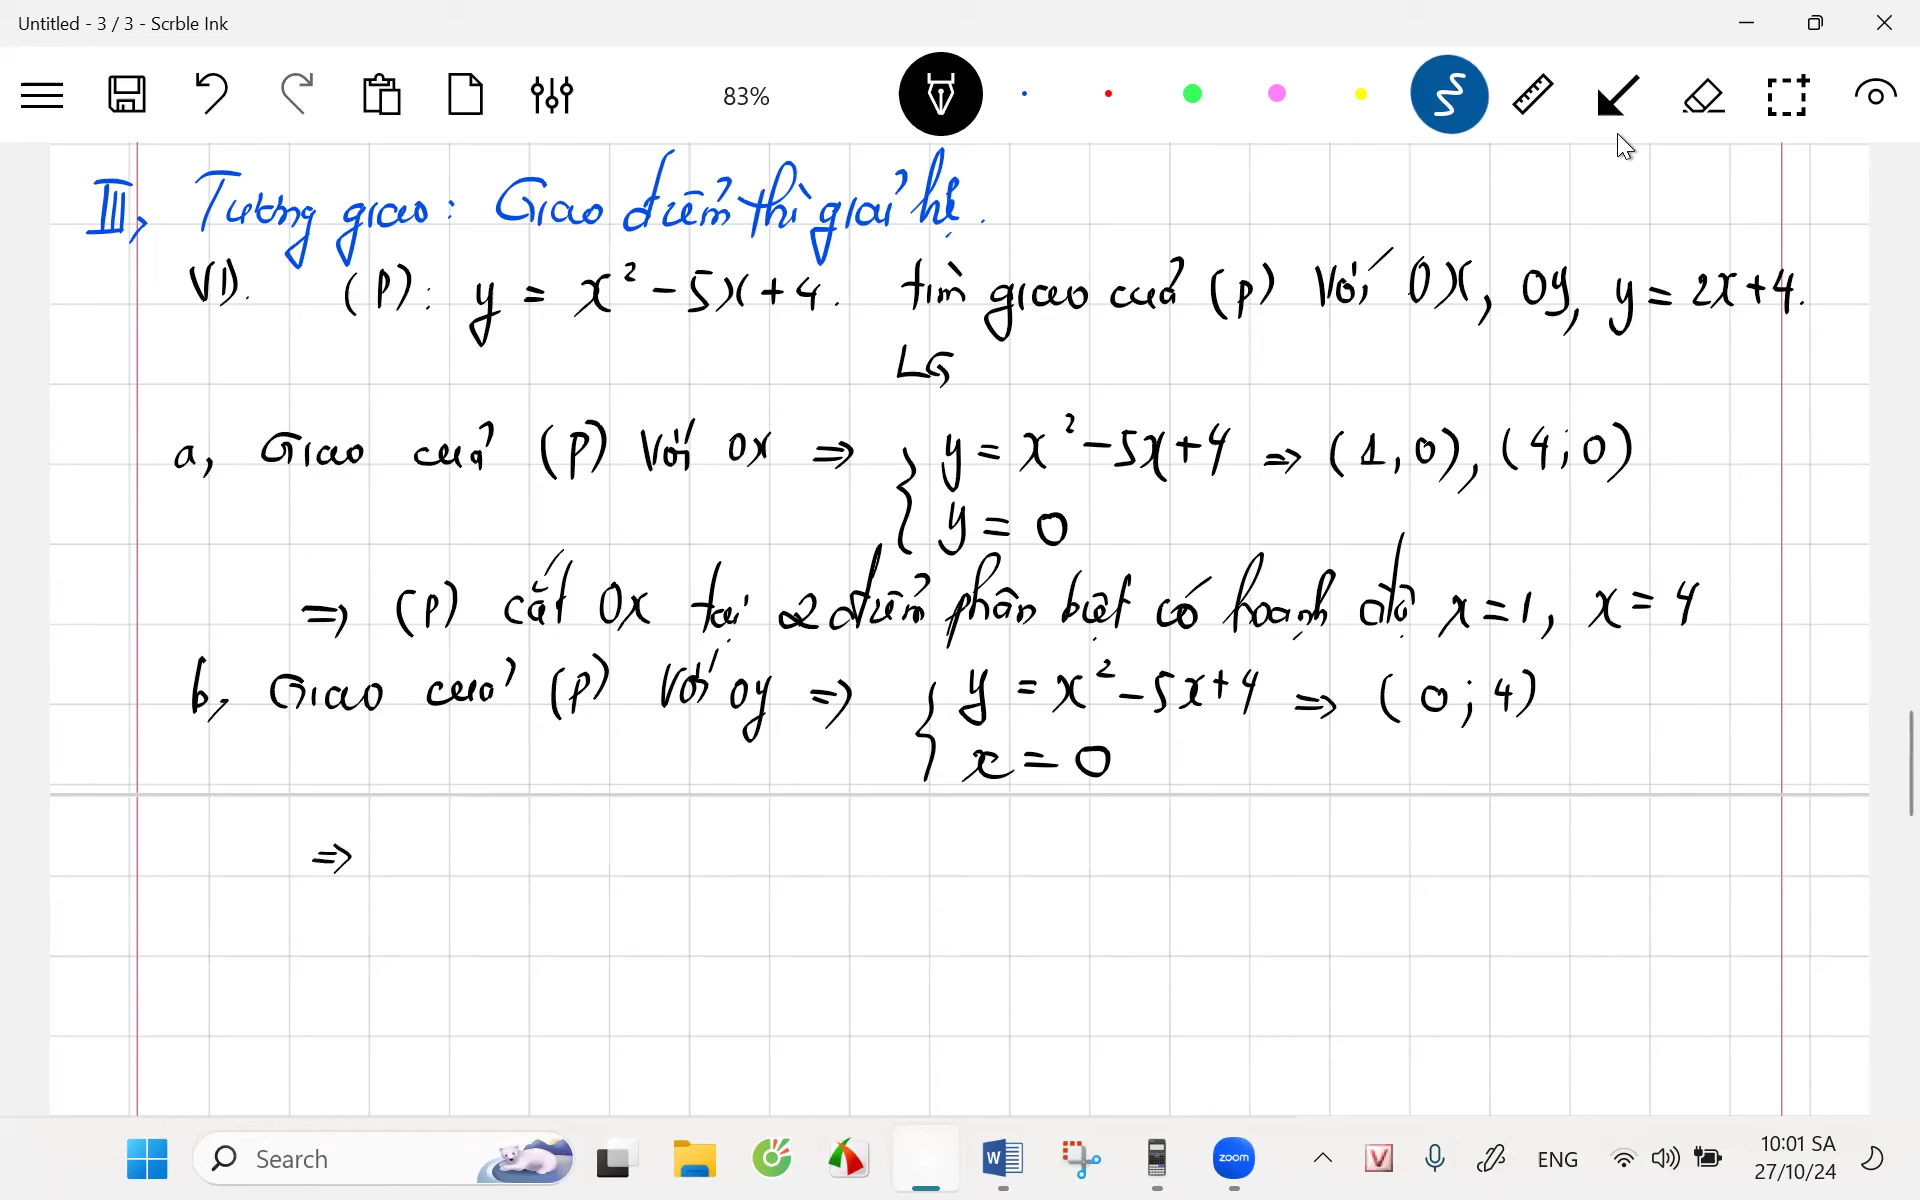 Untitled - 3 / 3 - Scrble Ink
83%
III, Tương giao: Giao điểm thì giải hệ.
VD. (P): y = x² - 5x + 4. tìm giao của (P) với Ox, Oy, y = 2x + 4.
LG
a, Giao của (P) với Ox ⇒ { y = x² - 5x + 4 ⇒ (1, 0), (4; 0)
y = 0
⇒ (P) cắt Ox tại 2 điểm phân biệt có hoành độ x = 1, x = 4
b, Giao của (P) với Oy ⇒ { y = x² - 5x + 4 ⇒ (0; 4)
x = 0
⇒
Search
zoom
ENG
10:01 SA
27/10/24